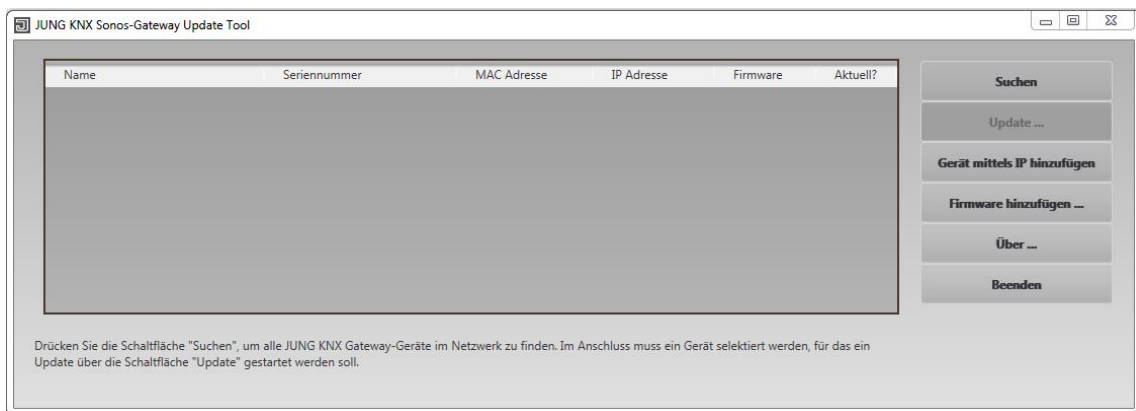 JUNG KNX Sonos-Gateway Update Tool
Name Seriennummer MAC Adresse IP Adresse Firmware Aktuell?
Suchen
Update ...
Gerät mittels IP hinzufügen
Firmware hinzufügen ...
Über ...
Beenden
Drücken Sie die Schaltfläche "Suchen", um alle JUNG KNX Gateway-Geräte im Netzwerk zu finden. Im Anschluss muss ein Gerät selektiert werden, für das ein
Update über die Schaltfläche "Update" gestartet werden soll.